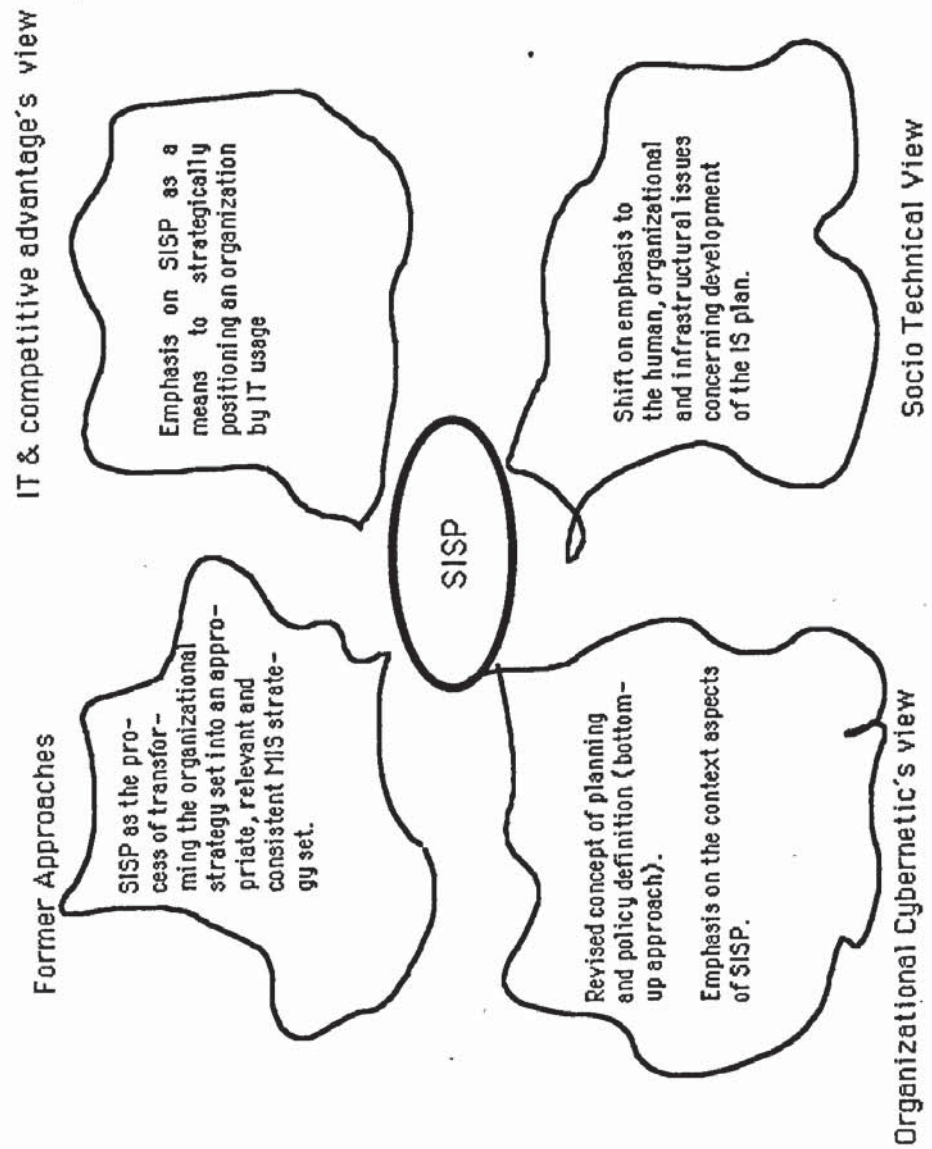 Former Approaches
SISP as the pro-
cess of transfor-
ming the organizational
strategy set into an appro-
priate, relevant and
consistent MIS strate-
gy set.
IT & competitive advantage's view
Emphasis on SISP as a
means to strategically
positioning an organization
by IT usage
SISP
Revised concept of planning
and policy definition (bottom-
up approach).
Emphasis on the context aspects
of SISP.
Organizational Cybernetic's view
Shift on emphasis to
the human, organizational
and infrastructural issues
concerning development
of the IS plan.
Socio Technical View